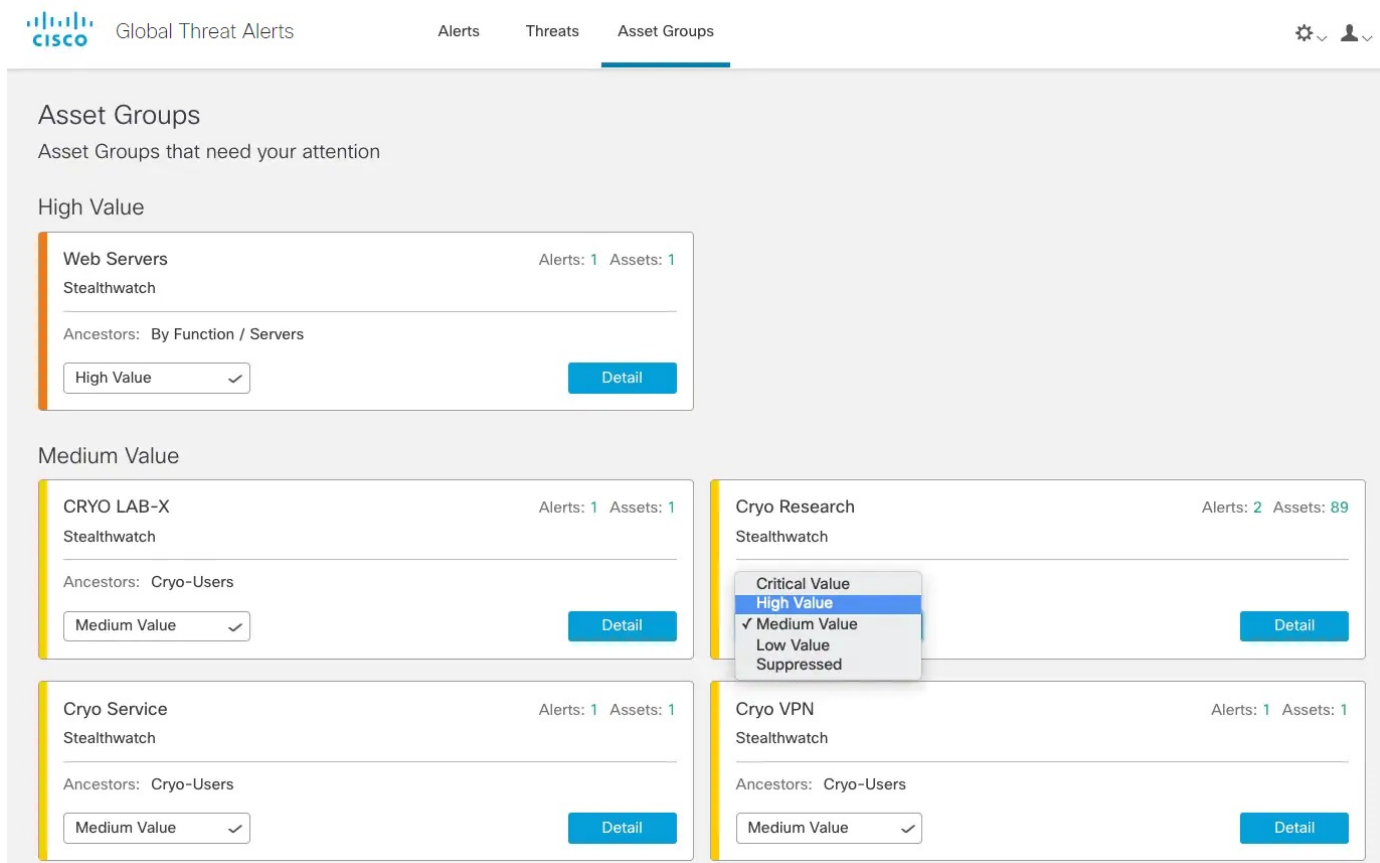 CISCO
Global Threat Alerts
Alerts
Threats
Asset Groups
Asset Groups
Asset Groups that need your attention
High Value
Web Servers
Alerts: 1 Assets: 1
Stealthwatch
Ancestors: By Function / Servers
High Value
Detail
Medium Value
CRYO LAB-X
Alerts: 1 Assets: 1
Stealthwatch
Ancestors: Cryo-Users
Medium Value
Detail
Cryo Research
Alerts: 2 Assets: 89
Stealthwatch
Critical Value
High Value
✓ Medium Value
Low Value
Suppressed
Detail
Cryo Service
Alerts: 1 Assets: 1
Stealthwatch
Ancestors: Cryo-Users
Medium Value
Detail
Cryo VPN
Alerts: 1 Assets: 1
Stealthwatch
Ancestors: Cryo-Users
Medium Value
Detail